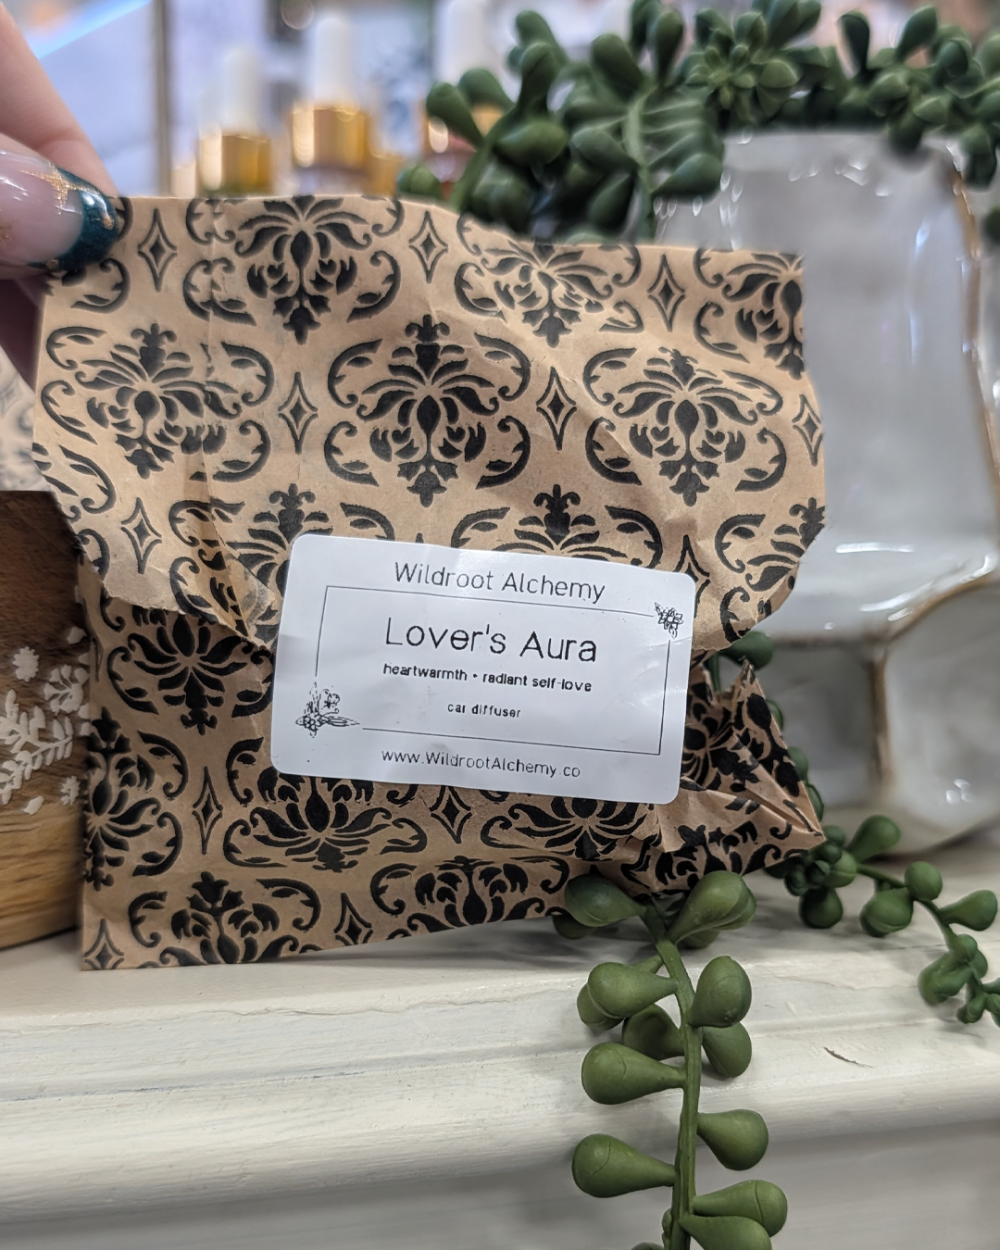 Wildroot Alchemy
Lover's Aura
heartwarmth • radiant self-love
car diffuser
www.WildrootAlchemy.co